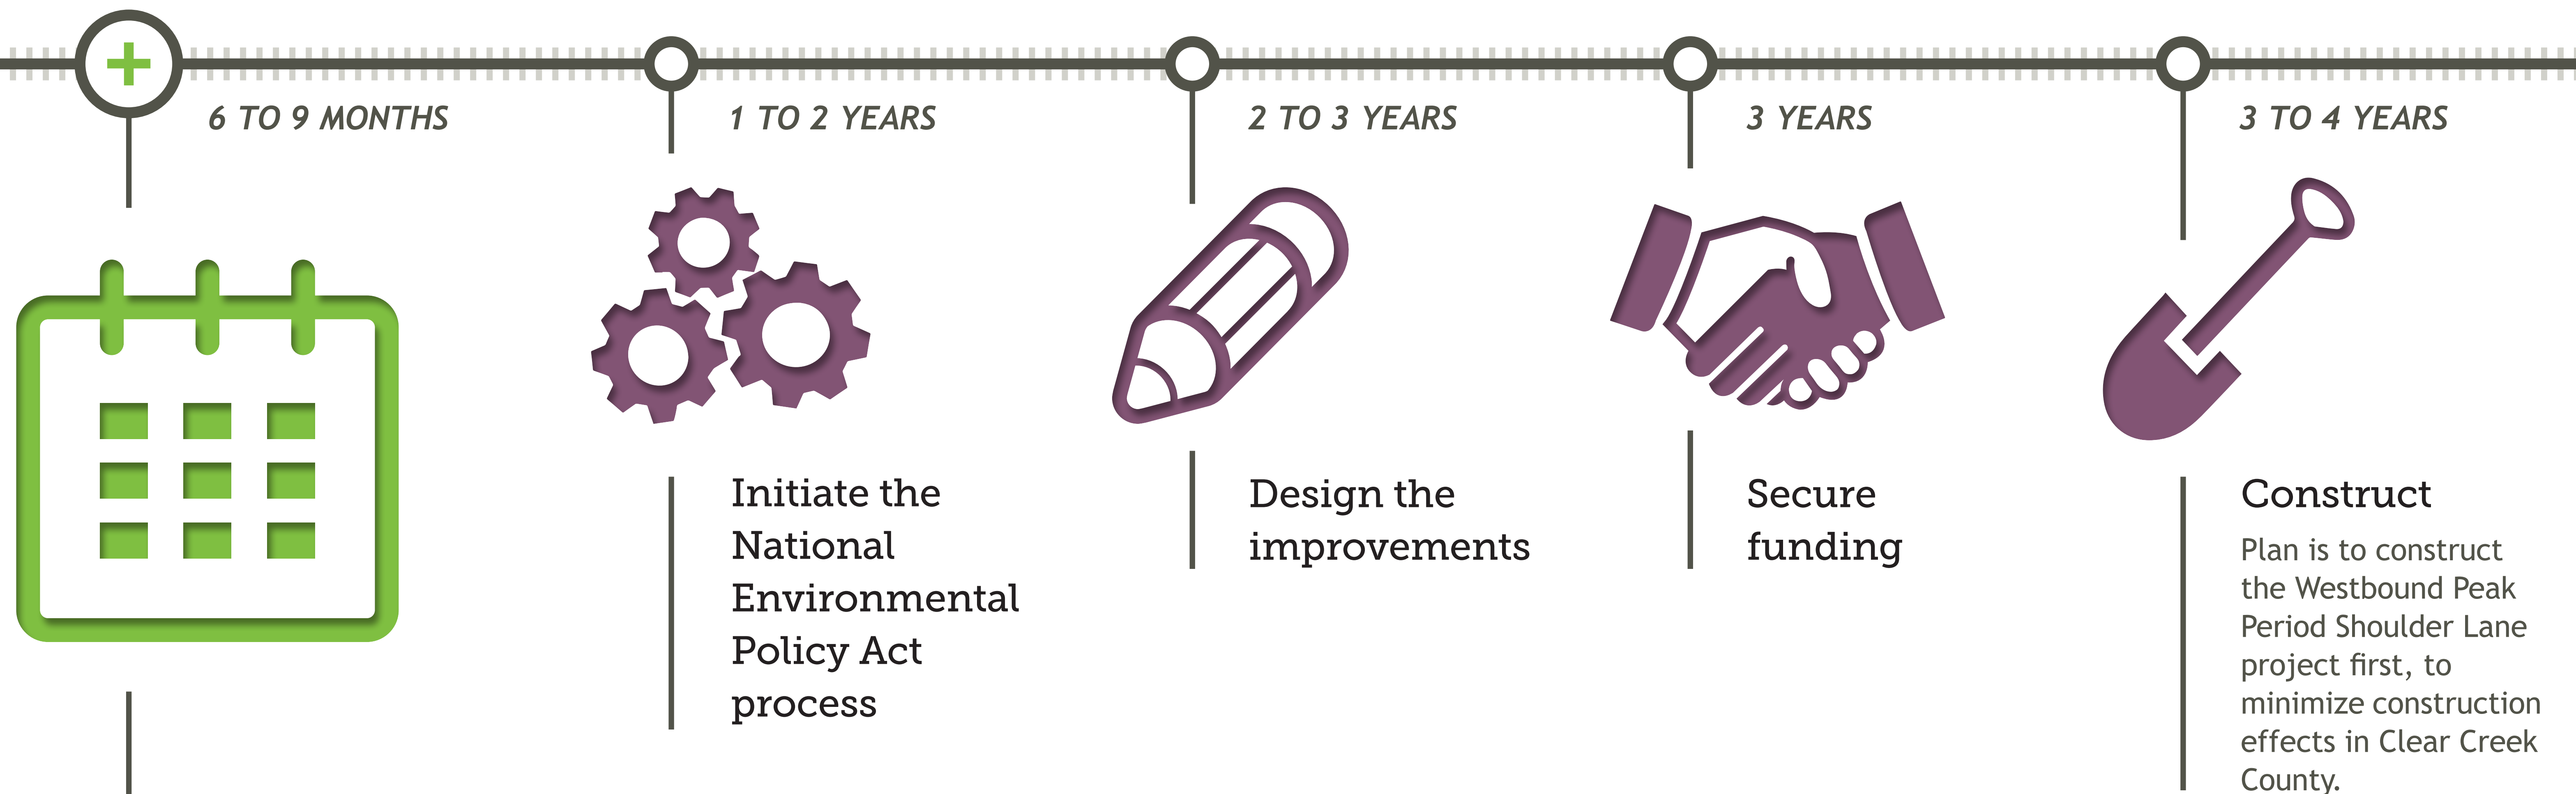 6 TO 9 MONTHS
1 TO 2 YEARS
2 TO 3 YEARS
3 YEARS
3 TO 4 YEARS
Initiate the
National
Environmental
Policy Act
process
Design the
improvements
Secure
funding
Construct
Plan is to construct
the Westbound Peak
Period Shoulder Lane
project first, to
minimize construction
effects in Clear Creek
County.